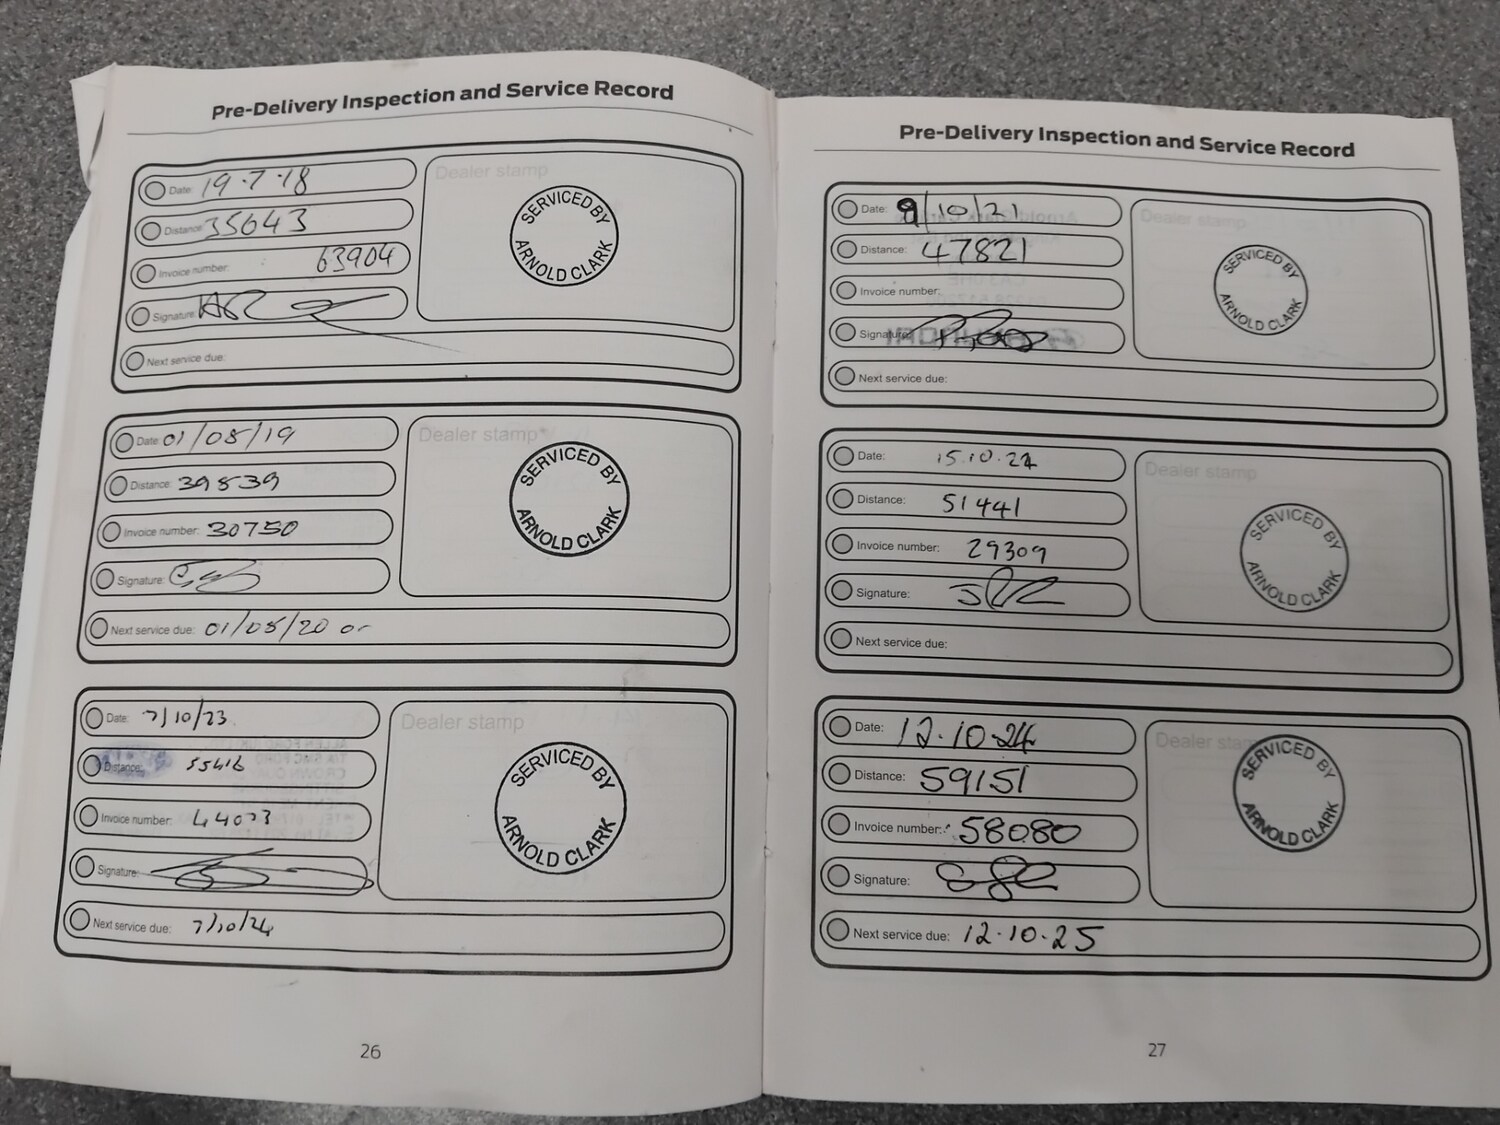 Pre-Delivery Inspection and Service Record
Date: 19.7.18
Distance: 35643
Invoice number: 63904
Signature:
Next service due:
Dealer stamp
SERVICED BY
ARNOLD CLARK
Date: 01/08/19
Distance: 39839
Invoice number: 30750
Signature:
Next service due: 01/08/20 or
Dealer stamp
SERVICED BY
ARNOLD CLARK
Date: 7/10/23
Distance: 55416
Invoice number: 44073
Signature:
Next service due: 7/10/24
Dealer stamp
SERVICED BY
ARNOLD CLARK
26
Pre-Delivery Inspection and Service Record
Date: 9/10/21
Distance: 47821
Invoice number:
Signature:
Next service due:
Dealer stamp
SERVICED BY
ARNOLD CLARK
Date: 15.10.22
Distance: 51441
Invoice number: 29309
Signature:
Next service due:
Dealer stamp
SERVICED BY
ARNOLD CLARK
Date: 12.10.24
Distance: 59151
Invoice number: 58080
Signature:
Next service due: 12.10.25
Dealer
SERVICED BY
ARNOLD CLARK
27